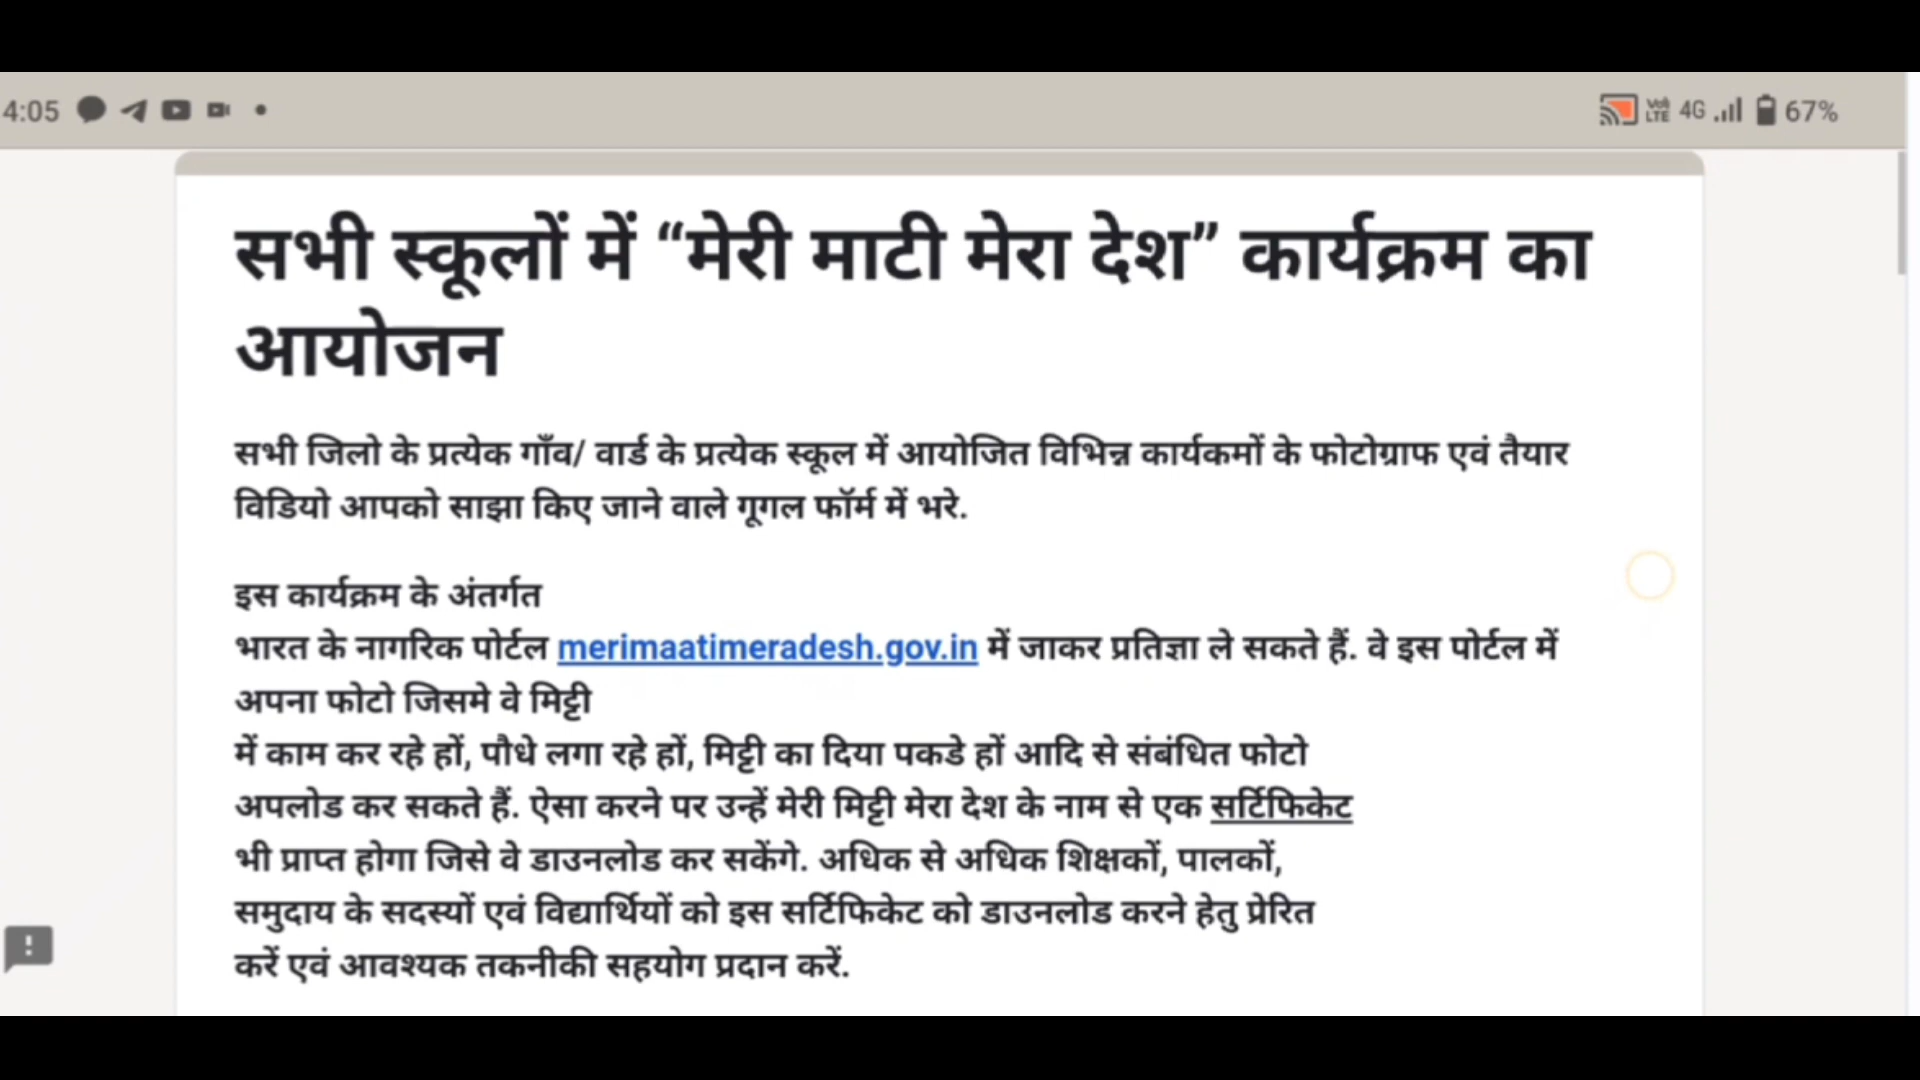 4:05
Vo) LTE 4G 67%
सभी स्कूलों में “मेरी माटी मेरा देश” कार्यक्रम का
आयोजन
सभी जिलो के प्रत्येक गाँव/ वार्ड के प्रत्येक स्कूल में आयोजित विभिन्न कार्यकमों के फोटोग्राफ एवं तैयार
विडियो आपको साझा किए जाने वाले गूगल फॉर्म में भरे.
इस कार्यक्रम के अंतर्गत
भारत के नागरिक पोर्टल merimaatimeradesh.gov.in में जाकर प्रतिज्ञा ले सकते हैं. वे इस पोर्टल में
अपना फोटो जिसमे वे मिट्टी
में काम कर रहे हों, पौधे लगा रहे हों, मिट्टी का दिया पकडे हों आदि से संबंधित फोटो
अपलोड कर सकते हैं. ऐसा करने पर उन्हें मेरी मिट्टी मेरा देश के नाम से एक सर्टिफिकेट
भी प्राप्त होगा जिसे वे डाउनलोड कर सकेंगे. अधिक से अधिक शिक्षकों, पालकों,
समुदाय के सदस्यों एवं विद्यार्थियों को इस सर्टिफिकेट को डाउनलोड करने हेतु प्रेरित
करें एवं आवश्यक तकनीकी सहयोग प्रदान करें.